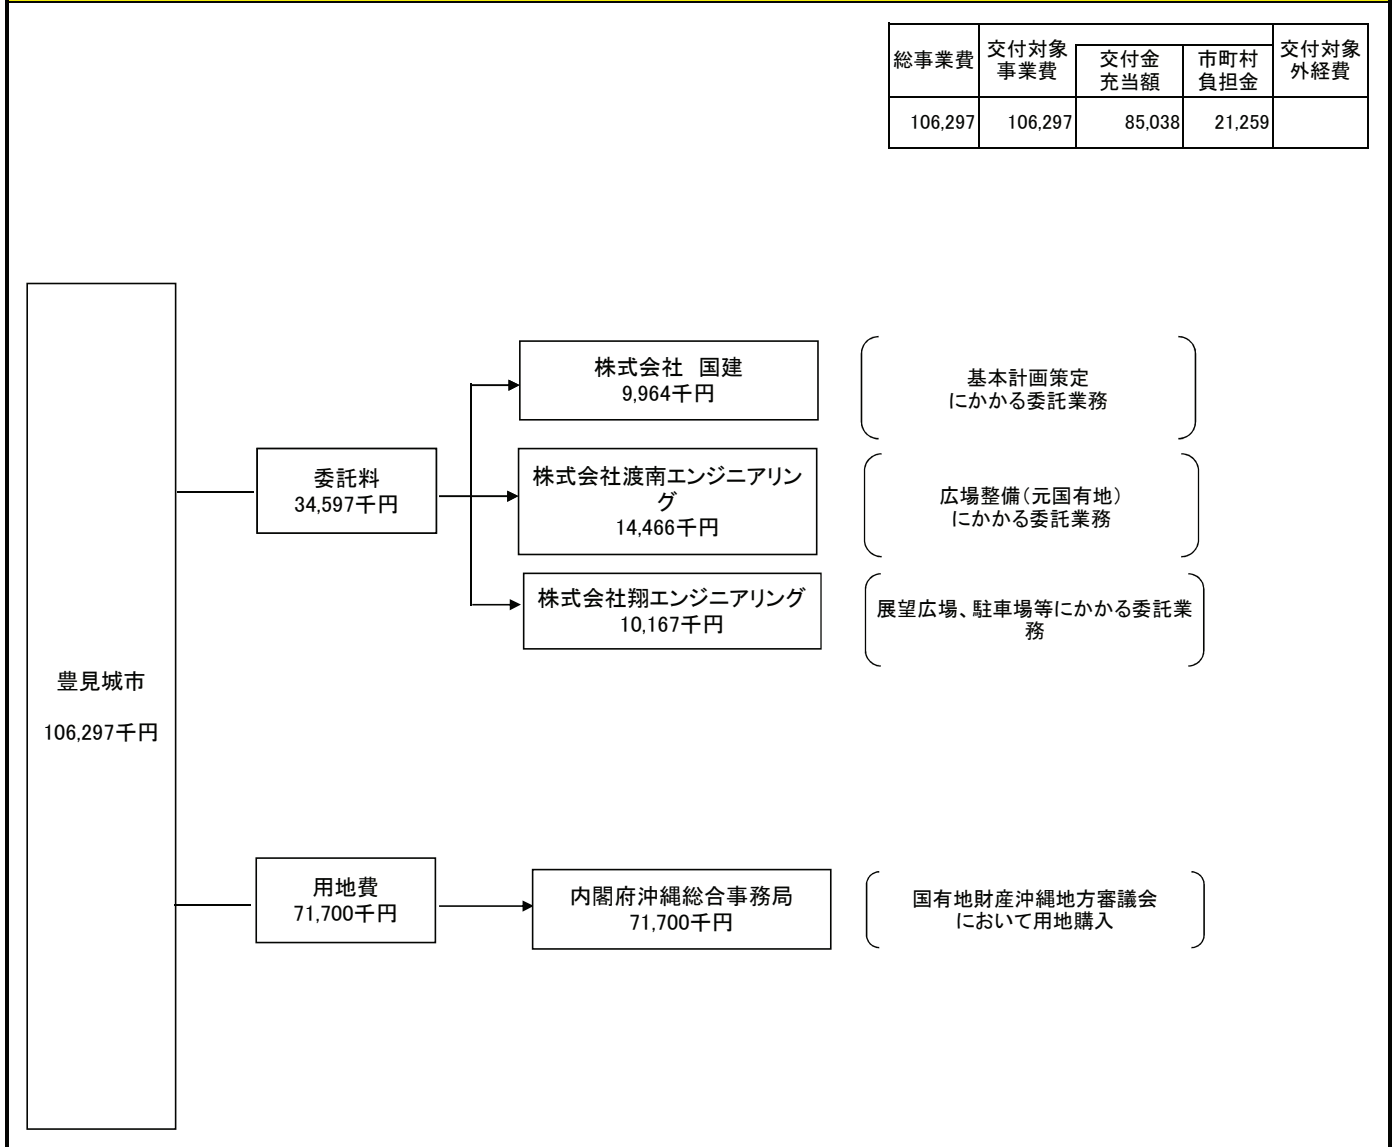 総事業費
交付対象
事業費
交付金
充当額
市町村
負担金
交付対象
外経費
106,297
106,297
85,038
21,259
豊見城市
106,297千円
委託料
34,597千円
株式会社　国建
9,964千円
基本計画策定
にかかる委託業務
株式会社渡南エンジニアリン
グ
14,466千円
広場整備（元国有地）
にかかる委託業務
株式会社翔エンジニアリング
10,167千円
展望広場、駐車場等にかかる委託業
務
用地費
71,700千円
内閣府沖縄総合事務局
71,700千円
国有地財産沖縄地方審議会
において用地購入